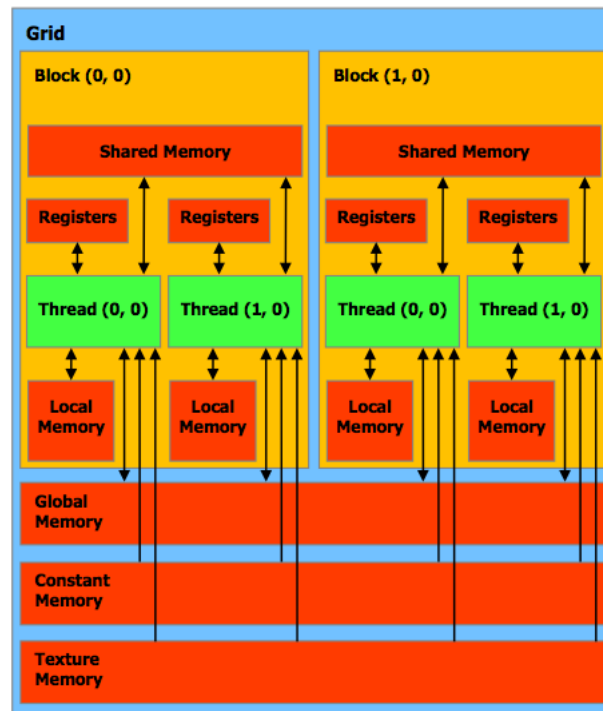 Grid
Block (0, 0)
Shared Memory
Registers
Registers
Thread (0, 0)
Thread (1, 0)
Local
Memory
Local
Memory
Block (1, 0)
Shared Memory
Registers
Registers
Thread (0, 0)
Thread (1, 0)
Local
Memory
Local
Memory
Global
Memory
Constant
Memory
Texture
Memory